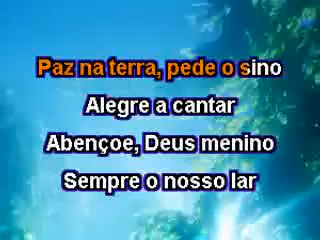 Paz na terra, pede o sino
Alegre a cantar
Abençoe, Deus menino
Sempre o nosso lar